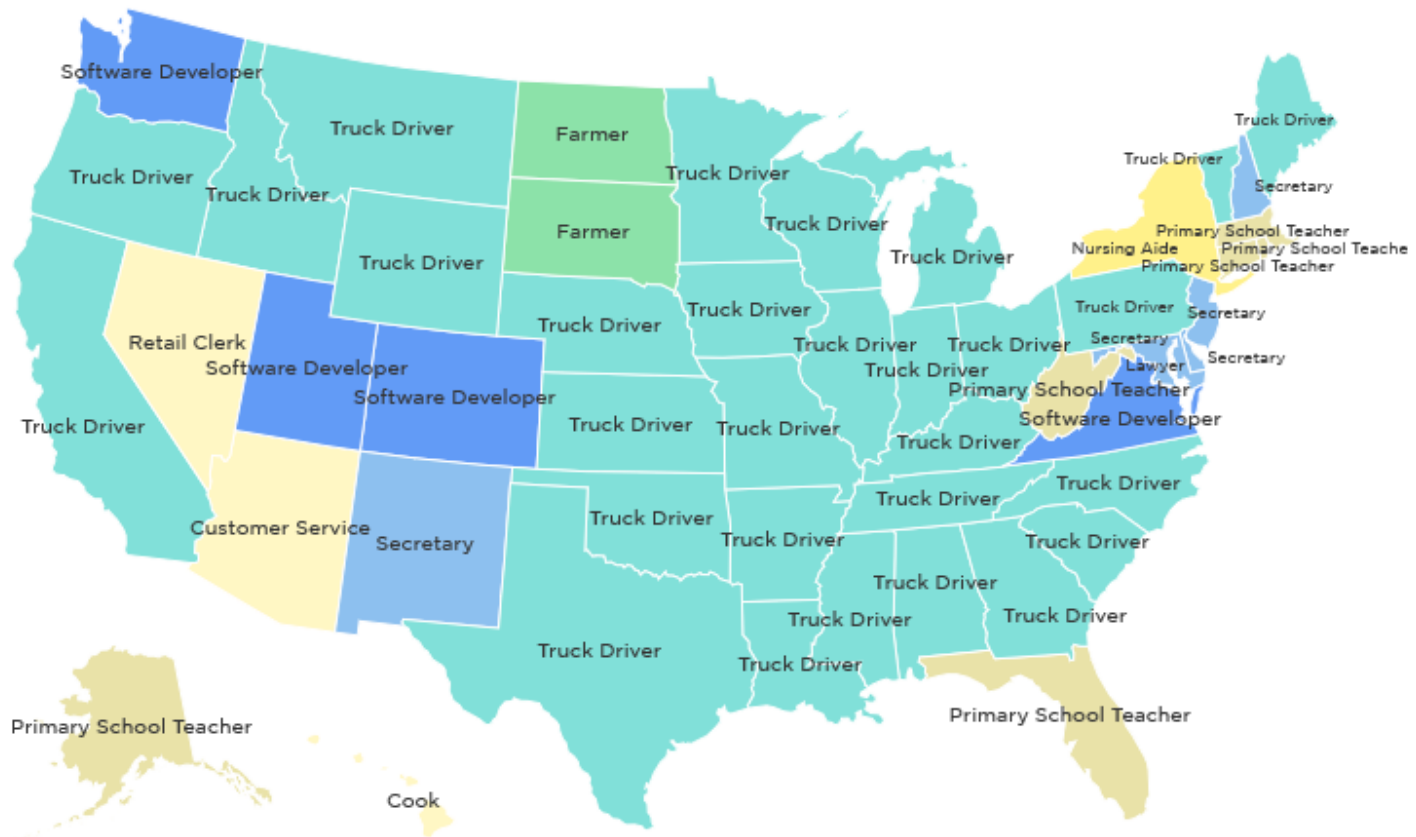 Software Developer
Truck Driver
Farmer
Truck Driver
Truck Driver
Truck Driver
Secretary
Truck Driver
Truck Driver
Farmer
Truck Driver
Primary School Teacher
Nursing Aide
Primary School Teache
Primary School Teacher
Truck Driver
Truck Driver
Truck Driver
Truck Driver
Truck Driver
Secretary
Truck Driver
Retail Clerk
Truck Driver
Truck Driver
Secretary
Secretary
Software Developer
Truck Driver
Lawyer
Software Developer
Primary School Teacher
Truck Driver
Truck Driver
Truck Driver
Software Developer
Truck Driver
Truck Driver
Truck Driver
Customer Service
Truck Driver
Secretary
Truck Driver
Truck Driver
Truck Driver
Truck Driver
Truck Driver
Truck Driver
Truck Driver
Primary School Teacher
Primary School Teacher
Cook